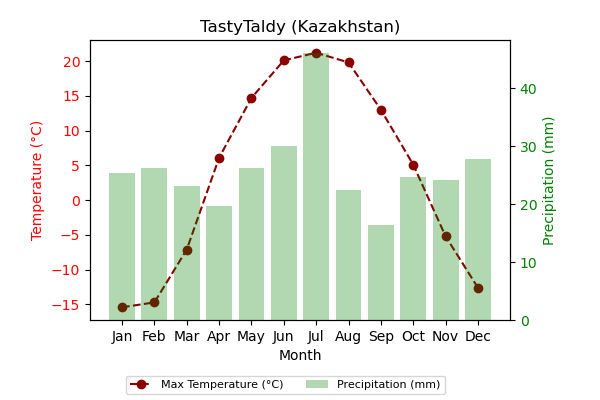 TastyTaldy (Kazakhstan)
Temperature (°C)
20
15
10
5
0
−5
−10
−15
40
30
20
10
0
Precipitation (mm)
Jan Feb Mar Apr May Jun Jul Aug Sep Oct Nov Dec
Month
Max Temperature (°C) Precipitation (mm)